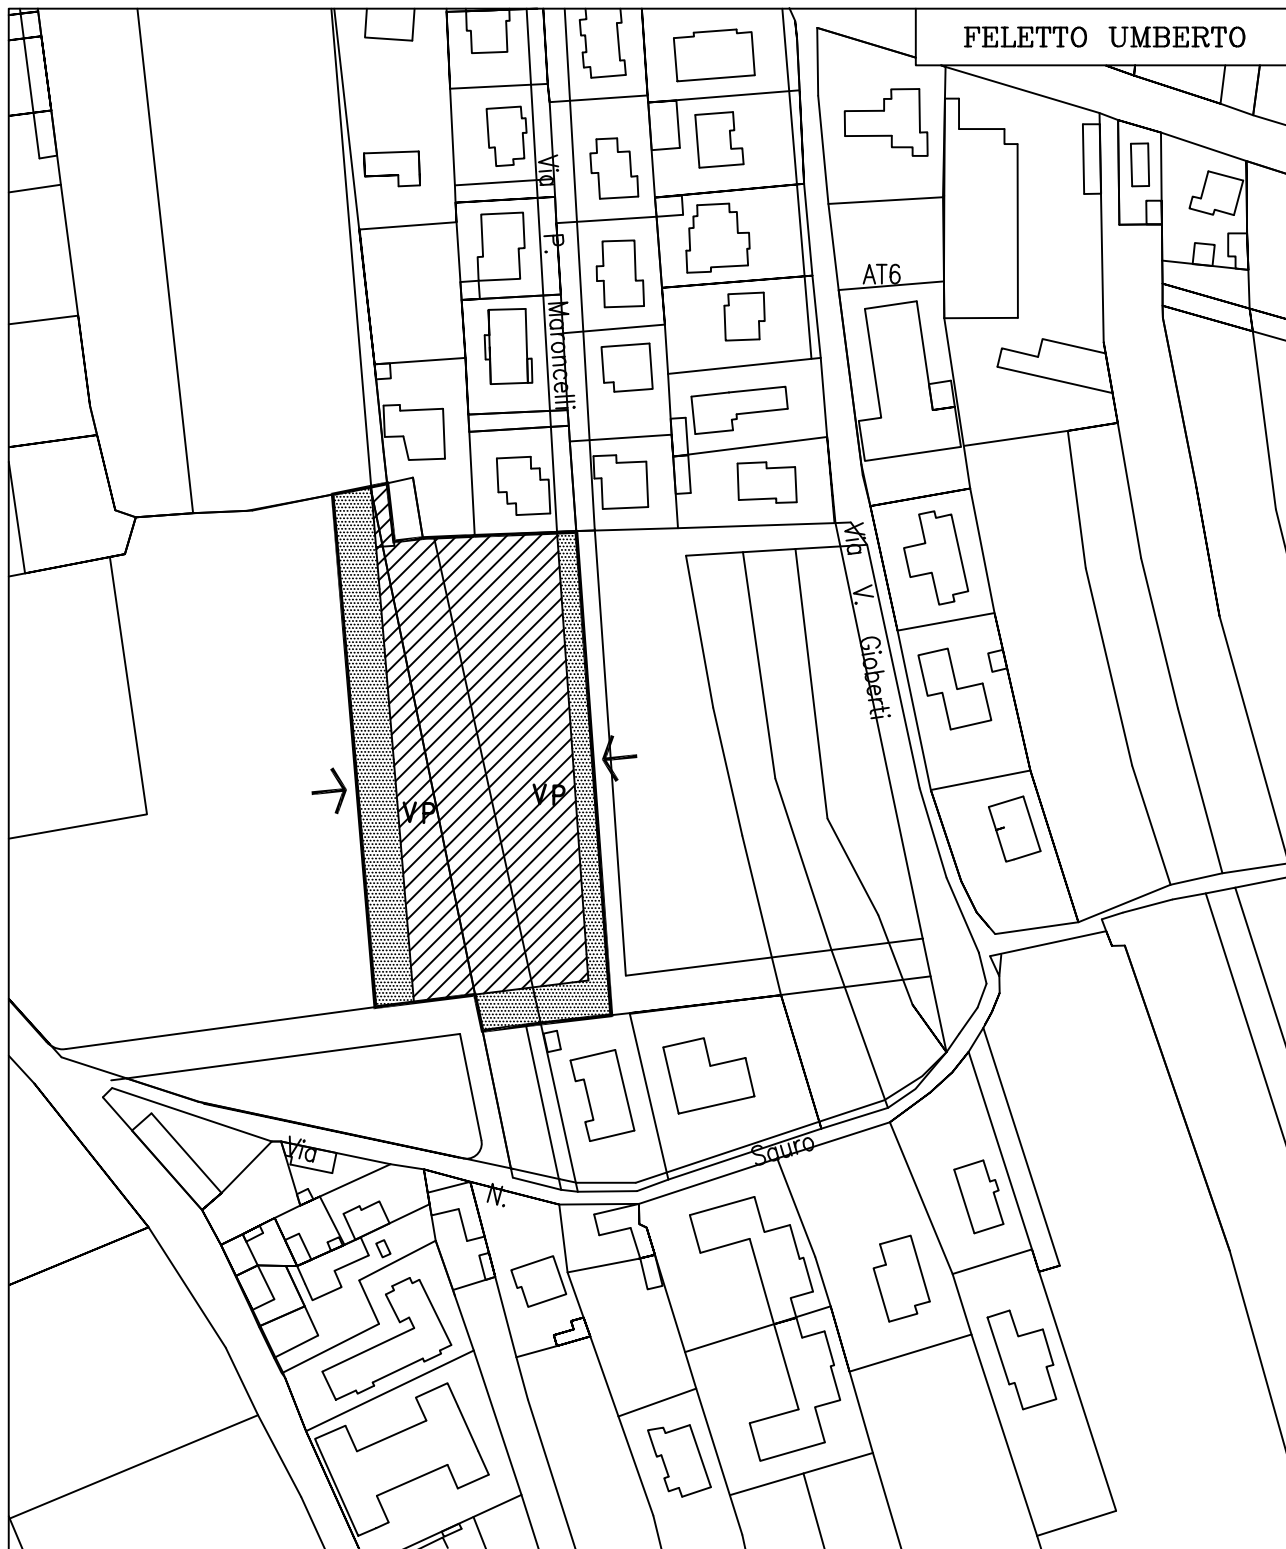 FELETTO UMBERTO
Via P. Maroncelli
AT6
Via V. Gioberti
VP
VP
Via N. Sauro